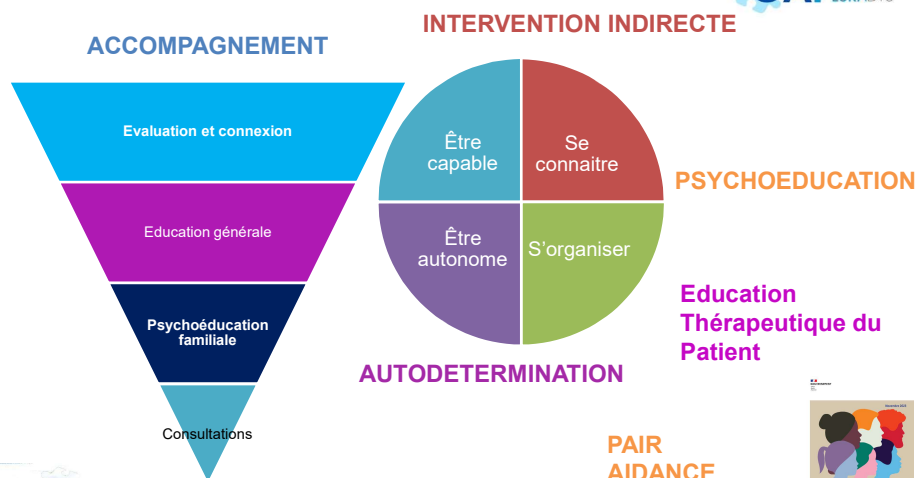 INTERVENTION INDIRECTE
ACCOMPAGNEMENT
Evaluation et connexion
Education générale
Psychoéducation
familiale
Consultations
Être
capable
Se
connaitre
Être
autonome
S'organiser
PSYCHOEDUCATION
Education
Thérapeutique du
Patient
AUTODETERMINATION
PAIR
AIDANCE